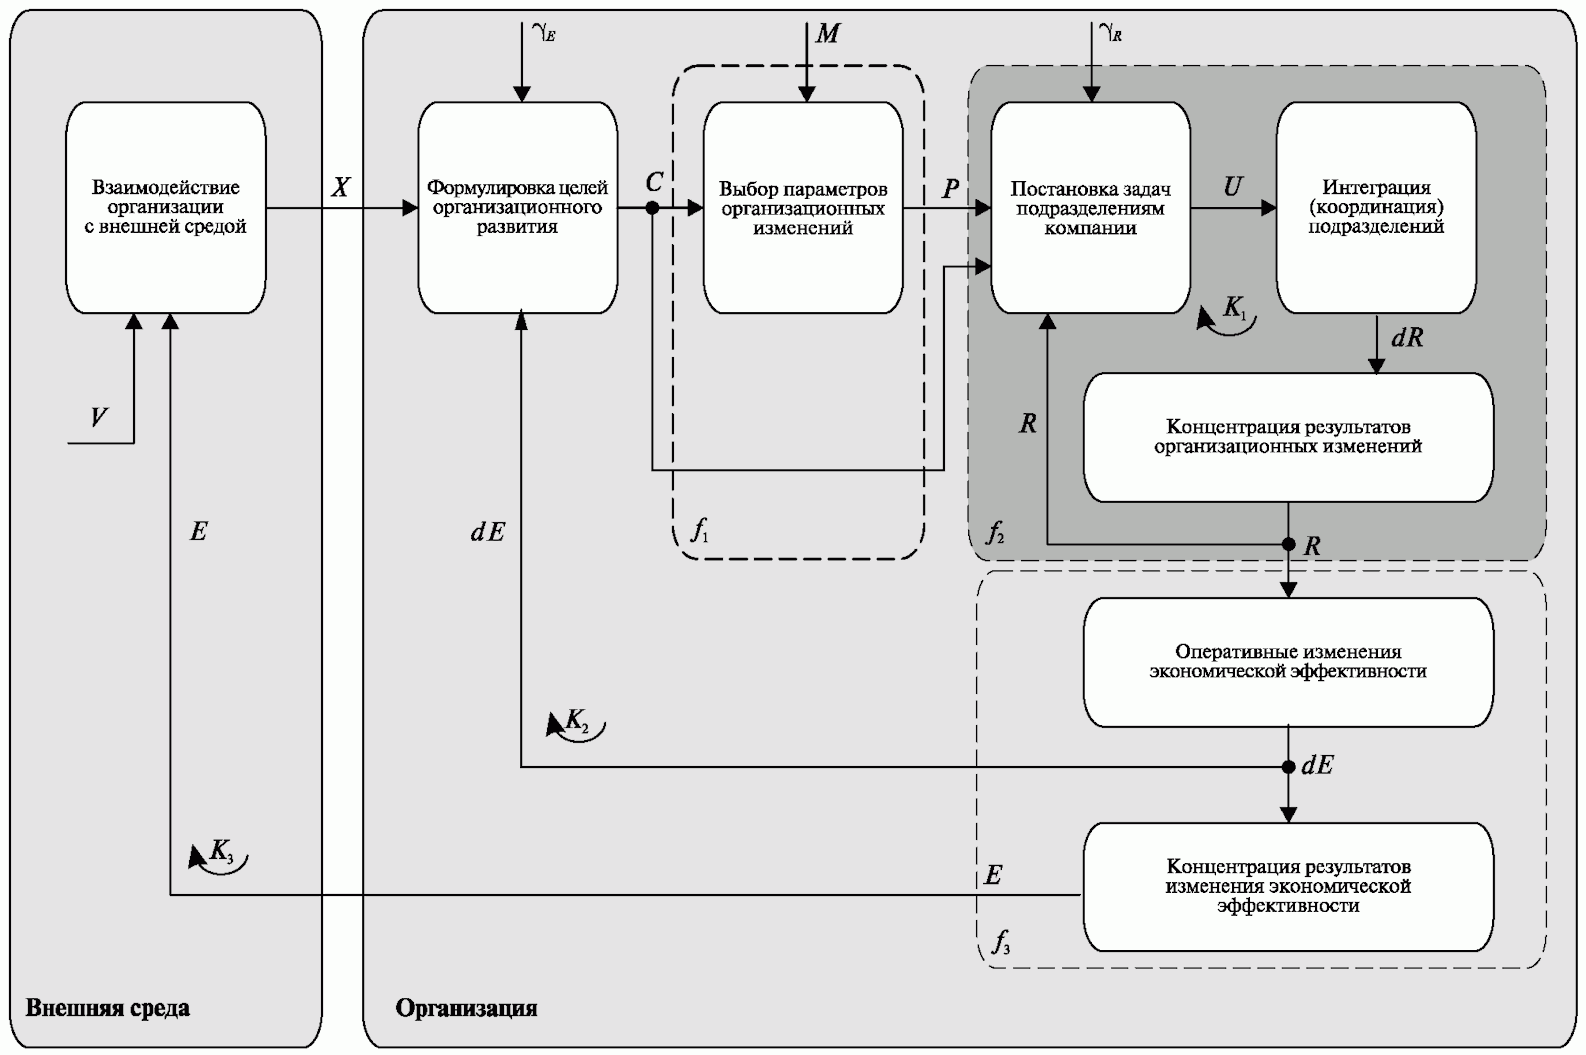 γE
M
γR
Взаимодействие
организации
с внешней средой
X
Формулировка целей
организационного
развития
C
Выбор параметров
организационных
изменений
P
Постановка задач
подразделениям
компании
U
Интеграция
(координация)
подразделений
K1
dR
V
R
Концентрация результатов
организационных изменений
E
dE
f1
f2
R
Оперативные изменения
экономической эффективности
K2
dE
K3
E
Концентрация результатов
изменения экономической
эффективности
f3
Внешняя среда
Организация